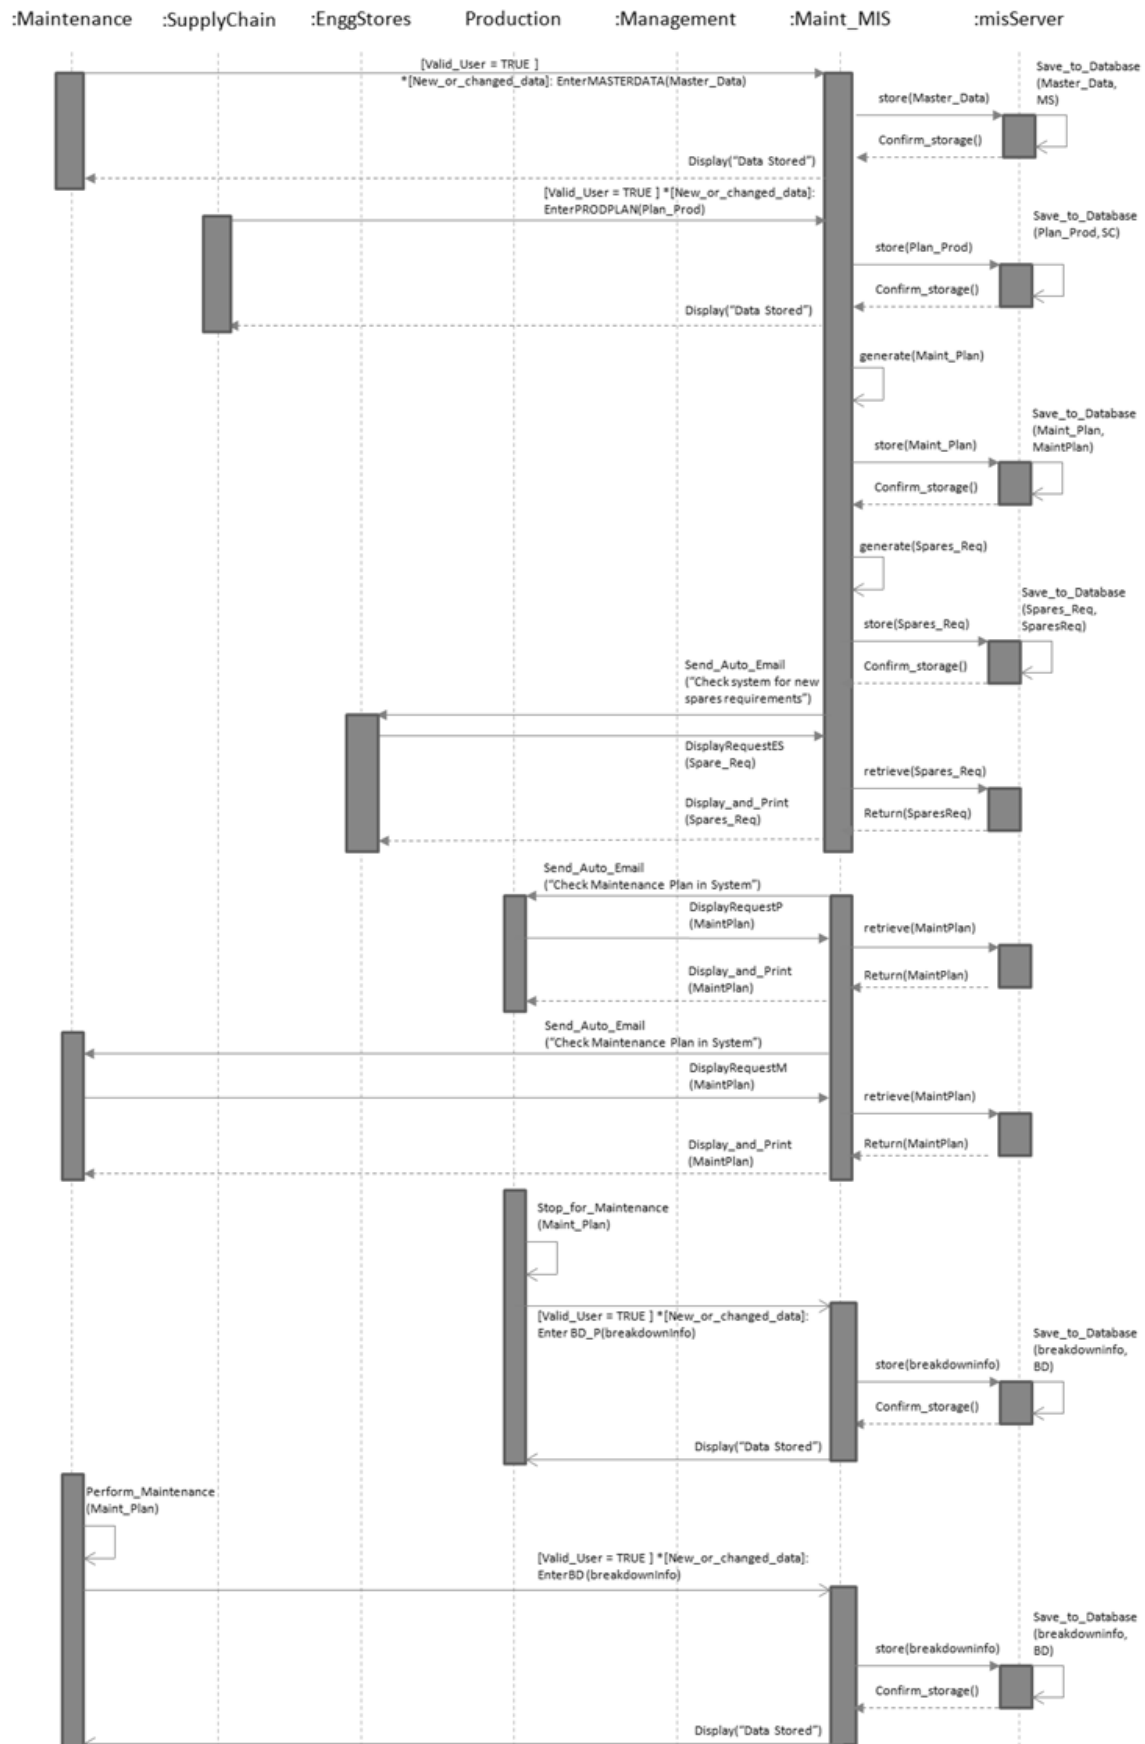 :Maintenance :SupplyChain :EnggStores Production :Management :Maint_MIS :misServer
[Valid_User = TRUE ]
*[New_or_changed_data]: EnterMASTERDATA(Master_Data)
Save_to_Database
(Master_Data,
MS)
store(Master_Data)
Confirm_storage()
Display("Data Stored")
[Valid_User = TRUE ] *[New_or_changed_data]:
EnterPRODPLAN(Plan_Prod)
Save_to_Database
(Plan_Prod, SC)
store(Plan_Prod)
Confirm_storage()
Display("Data Stored")
generate(Maint_Plan)
Save_to_Database
(Maint_Plan,
MaintPlan)
store(Maint_Plan)
Confirm_storage()
generate(Spares_Req)
Save_to_Database
(Spares_Req,
SparesReq)
store(Spares_Req)
Confirm_storage()
Send_Auto_Email
("Check system for new
spares requirements")
DisplayRequestES
(Spare_Req)
retrieve(Spares_Req)
Display_and_Print
(Spares_Req)
Return(SparesReq)
Send_Auto_Email
("Check Maintenance Plan in System")
DisplayRequestP
(MaintPlan)
retrieve(MaintPlan)
Display_and_Print
(MaintPlan)
Return(MaintPlan)
Send_Auto_Email
("Check Maintenance Plan in System")
DisplayRequestM
(MaintPlan)
retrieve(MaintPlan)
Display_and_Print
(MaintPlan)
Return(MaintPlan)
Stop_for_Maintenance
(Maint_Plan)
[Valid_User = TRUE ] *[New_or_changed_data]:
Enter BD_P(breakdownInfo)
Save_to_Database
(breakdowninfo,
BD)
store(breakdowninfo)
Confirm_storage()
Display("Data Stored")
Perform_Maintenance
(Maint_Plan)
[Valid_User = TRUE ] *[New_or_changed_data]:
EnterBD (breakdownInfo)
Save_to_Database
(breakdowninfo,
BD)
store(breakdowninfo)
Confirm_storage()
Display("Data Stored")